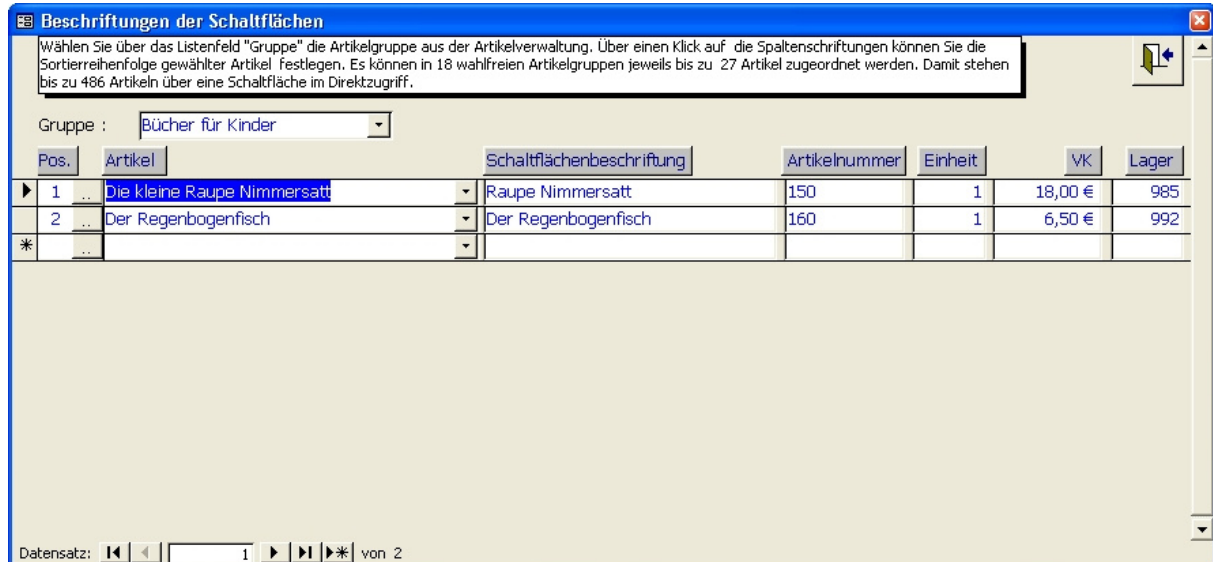 Beschriftungen der Schaltflächen
Wählen Sie über das Listenfeld "Gruppe" die Artikelgruppe aus der Artikelverwaltung. Über einen Klick auf die Spaltenschriftungen können Sie die
Sortierreihenfolge gewählter Artikel festlegen. Es können in 18 wahlfreien Artikelgruppen jeweils bis zu 27 Artikel zugeordnet werden. Damit stehen
bis zu 486 Artikeln über eine Schaltfläche im Direktzugriff.
Gruppe : Bücher für Kinder
Pos. Artikel Schaltflächenbeschriftung Artikelnummer Einheit VK Lager
1 .. Die kleine Raupe Nimmersatt Raupe Nimmersatt 150 1 18,00 € 985
2 .. Der Regenbogenfisch Der Regenbogenfisch 160 1 6,50 € 992
..
Datensatz: 1 von 2